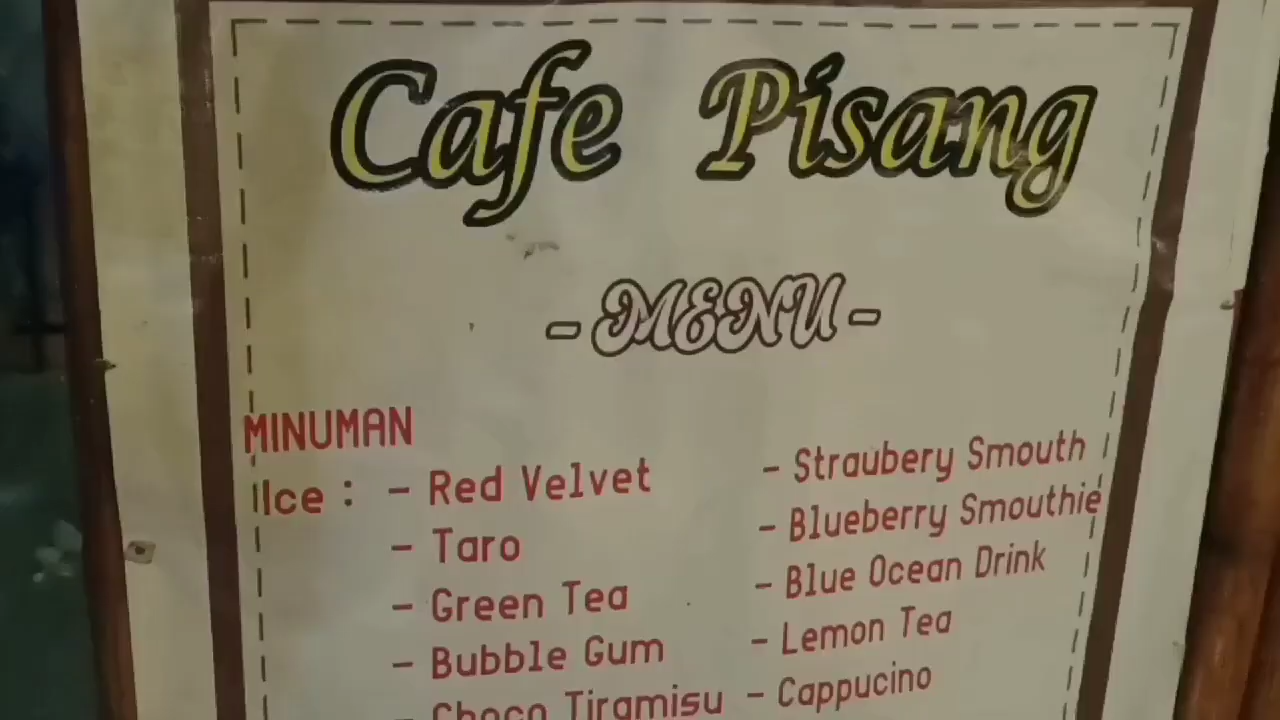 Cafe Pisang
- MENU -
MINUMAN
Ice : - Red Velvet
- Taro
- Green Tea
- Bubble Gum
- Choco Tiramisu
- Straubery Smouth
- Blueberry Smouthie
- Blue Ocean Drink
- Lemon Tea
- Cappucino